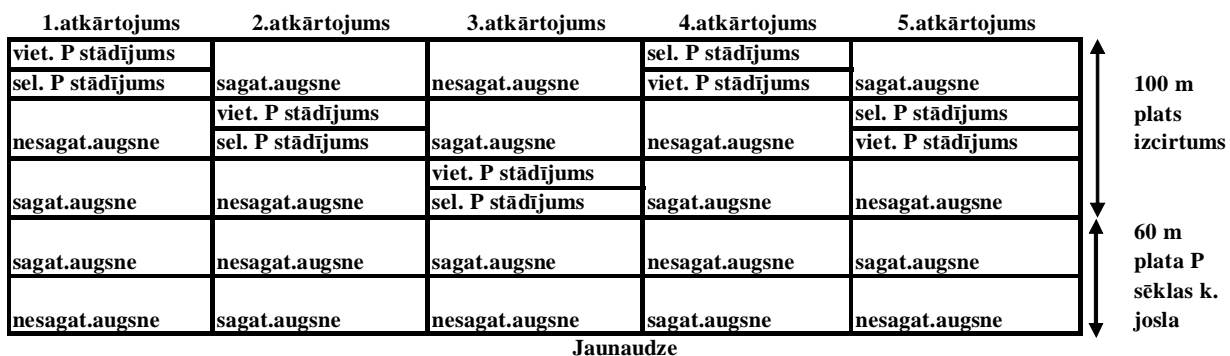 1.atkārtojums 2.atkārtojums 3.atkārtojums 4.atkārtojums 5.atkārtojums
viet. P stādījums sel. P stādījums
sel. P stādījums sagat.augsne nesagat.augsne viet. P stādījums sagat.augsne 100 m
viet. P stādījums sel. P stādījums plats
nesagat.augsne sel. P stādījums sagat.augsne nesagat.augsne viet. P stādījums izcirtums
viet. P stādījums
sagat.augsne nesagat.augsne sel. P stādījums sagat.augsne nesagat.augsne
60 m
sagat.augsne nesagat.augsne sagat.augsne nesagat.augsne sagat.augsne plata P
sēklas k.
nesagat.augsne sagat.augsne nesagat.augsne sagat.augsne nesagat.augsne josla
Jaunaudze